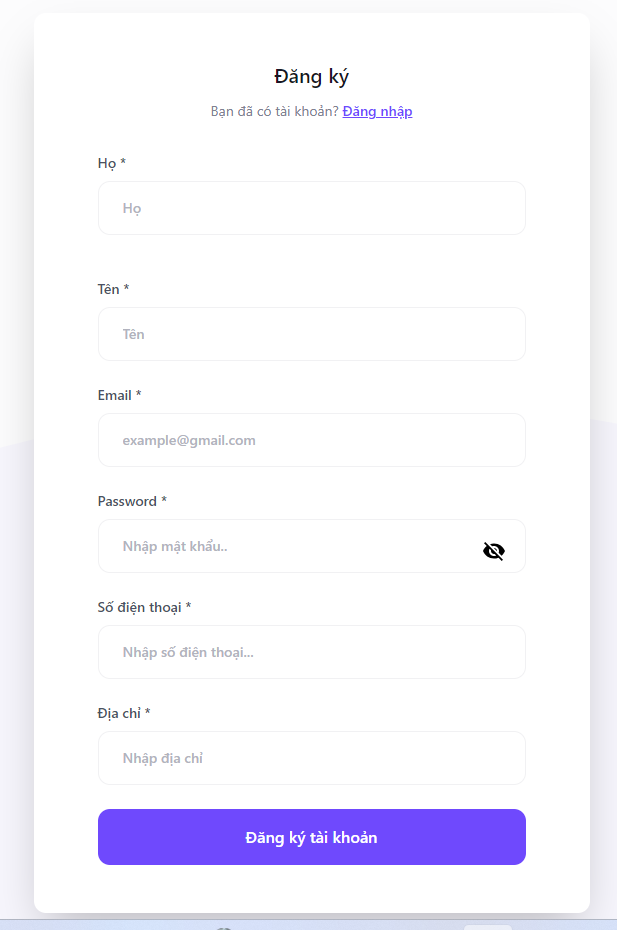 Đăng ký
Bạn đã có tài khoản? Đăng nhập
Họ *
Họ
Tên *
Tên
Email *
example@gmail.com
Password *
Nhập mật khẩu..
Số điện thoại *
Nhập số điện thoại...
Địa chỉ *
Nhập địa chỉ
Đăng ký tài khoản